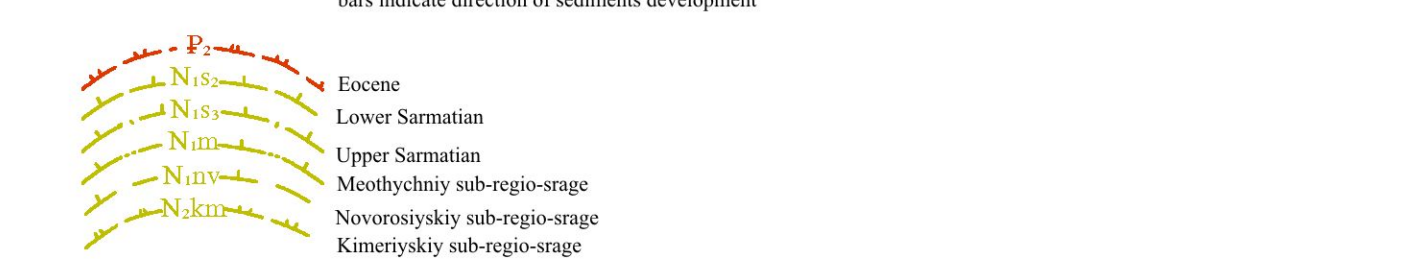 bars indicate direction of sediments development
₽₂
Eocene
N₁s₂
Lower Sarmatian
N₁s₃
Upper Sarmatian
N₁m
Meothychniy sub-regio-srage
N₁nv
Novorosiyskiy sub-regio-srage
N₂km
Kimeriyskiy sub-regio-srage